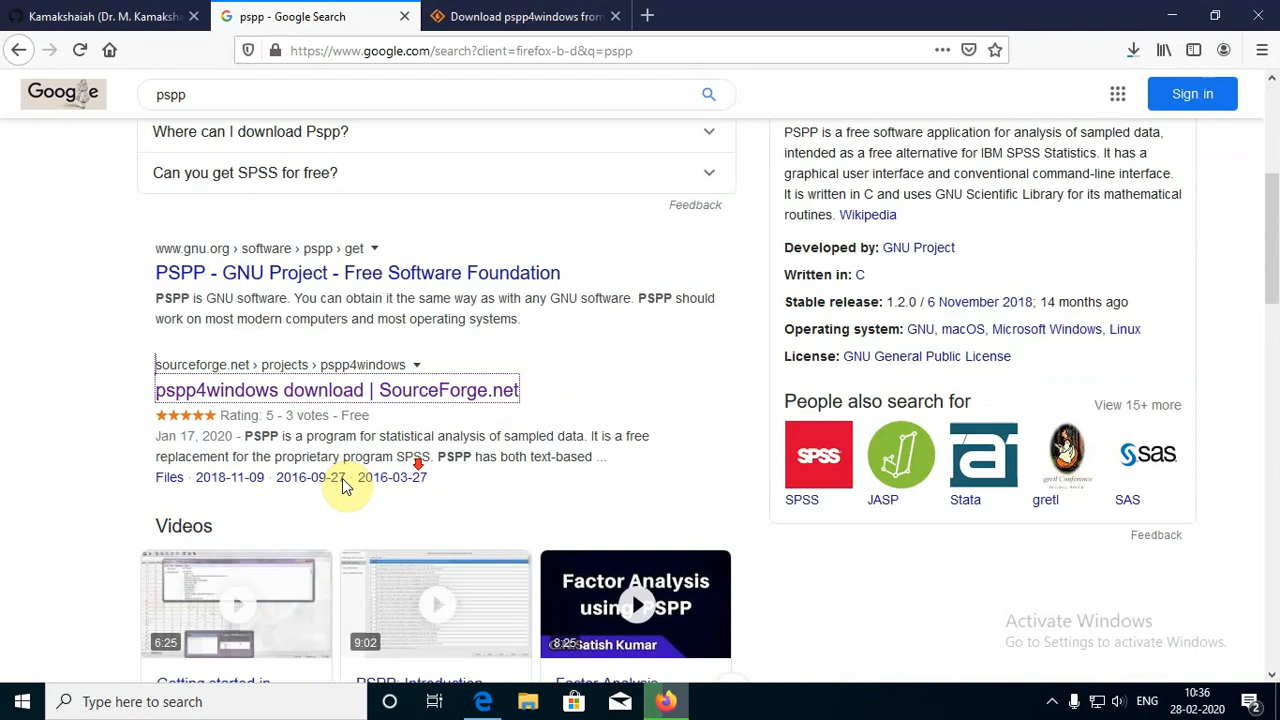 Kamakshaiah (Dr. M. Kamaksh
pspp - Google Search
Download pspp4windows from
https://www.google.com/search?client=firefox-b-d&q=pspp
Google
pspp
Sign in
Where can I download Pspp?
Can you get SPSS for free?
Feedback
www.gnu.org › software › pspp › get
PSPP - GNU Project - Free Software Foundation
PSPP is GNU software. You can obtain it the same way as with any GNU software. PSPP should
work on most modern computers and most operating systems.
sourceforge.net › projects › pspp4windows
pspp4windows download | SourceForge.net
Rating: 5 - 3 votes - Free
Jan 17, 2020 - PSPP is a program for statistical analysis of sampled data. It is a free
replacement for the proprietary program SPSS. PSPP has both text-based ...
Files · 2018-11-09 · 2016-09-27 · 2016-03-27
Videos
6:25
9:02
Factor Analysis
using PSPP
8:25
Satish Kumar
Getting started in
PSPP: Introduction
Factor Analysis
PSPP is a free software application for analysis of sampled data,
intended as a free alternative for IBM SPSS Statistics. It has a
graphical user interface and conventional command-line interface.
It is written in C and uses GNU Scientific Library for its mathematical
routines. Wikipedia
Developed by: GNU Project
Written in: C
Stable release: 1.2.0 / 6 November 2018; 14 months ago
Operating system: GNU, macOS, Microsoft Windows, Linux
License: GNU General Public License
People also search for
View 15+ more
SPSS
sas
SPSS
JASP
Stata
gretl
SAS
Feedback
Activate Windows
Go to Settings to activate Windows.
Type here to search
ENG
10:36
28-02-2020
2